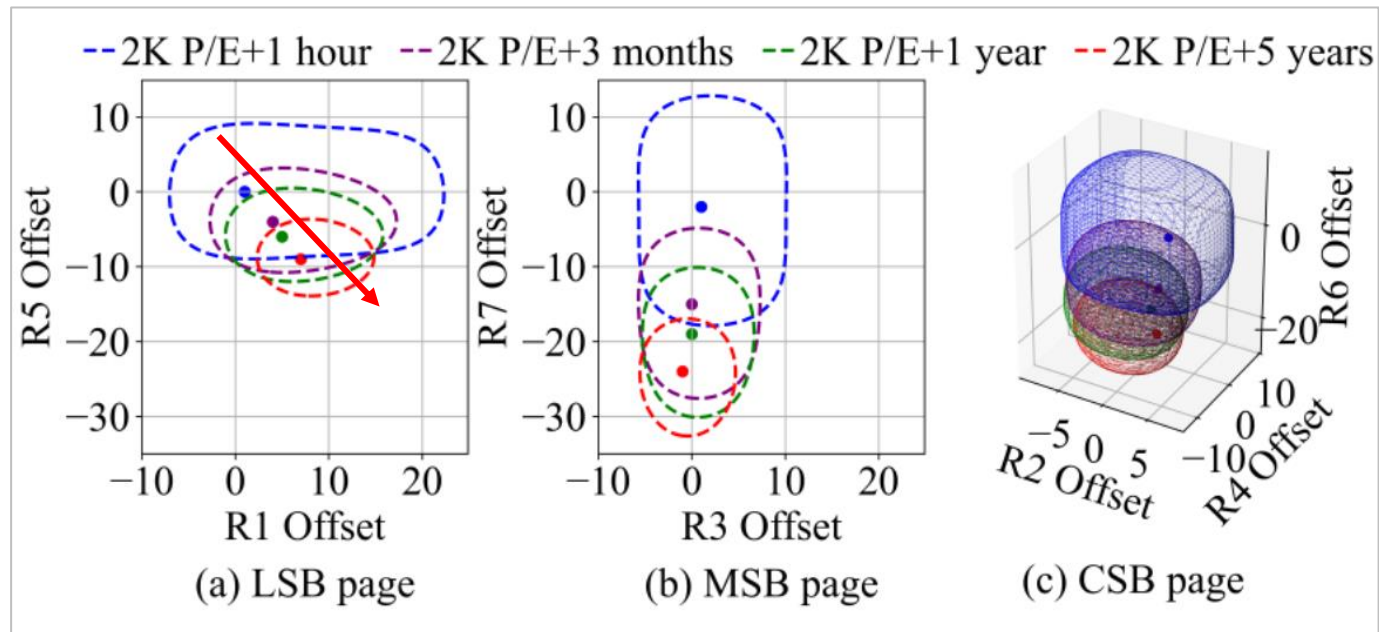 2K P/E+1 hour 2K P/E+3 months 2K P/E+1 year 2K P/E+5 years
10
0
−10
−20
−30
R5 Offset
−10 0 10 20
R1 Offset
(a) LSB page
10
0
−10
−20
−30
R7 Offset
−10 0 10 20
R3 Offset
(b) MSB page
0
−20
R6 Offset
−5 0 5
R2 Offset
−10 0 10
R4 Offset
(c) CSB page